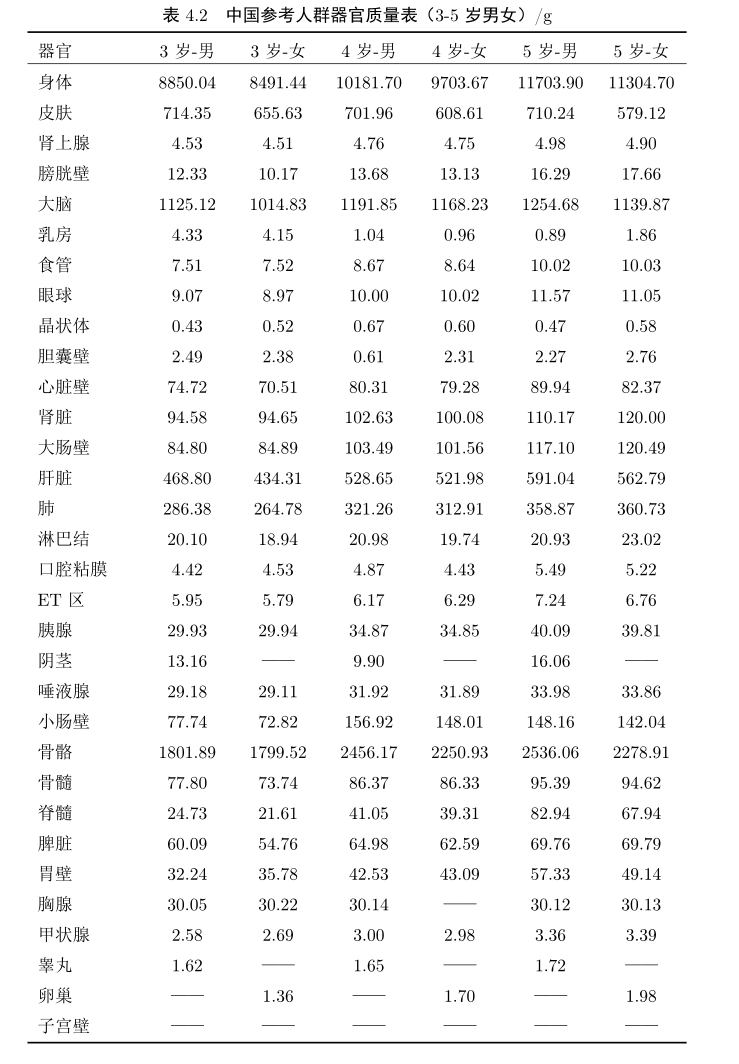 表 4.2 中国参考人群器官质量表（3-5 岁男女）/g
器官 3 岁-男 3 岁-女 4 岁-男 4 岁-女 5 岁-男 5 岁-女
身体 8850.04 8491.44 10181.70 9703.67 11703.90 11304.70
皮肤 714.35 655.63 701.96 608.61 710.24 579.12
肾上腺 4.53 4.51 4.76 4.75 4.98 4.90
膀胱壁 12.33 10.17 13.68 13.13 16.29 17.66
大脑 1125.12 1014.83 1191.85 1168.23 1254.68 1139.87
乳房 4.33 4.15 1.04 0.96 0.89 1.86
食管 7.51 7.52 8.67 8.64 10.02 10.03
眼球 9.07 8.97 10.00 10.02 11.57 11.05
晶状体 0.43 0.52 0.67 0.60 0.47 0.58
胆囊壁 2.49 2.38 0.61 2.31 2.27 2.76
心脏壁 74.72 70.51 80.31 79.28 89.94 82.37
肾脏 94.58 94.65 102.63 100.08 110.17 120.00
大肠壁 84.80 84.89 103.49 101.56 117.10 120.49
肝脏 468.80 434.31 528.65 521.98 591.04 562.79
肺 286.38 264.78 321.26 312.91 358.87 360.73
淋巴结 20.10 18.94 20.98 19.74 20.93 23.02
口腔粘膜 4.42 4.53 4.87 4.43 5.49 5.22
ET 区 5.95 5.79 6.17 6.29 7.24 6.76
胰腺 29.93 29.94 34.87 34.85 40.09 39.81
阴茎 13.16 —— 9.90 —— 16.06 ——
唾液腺 29.18 29.11 31.92 31.89 33.98 33.86
小肠壁 77.74 72.82 156.92 148.01 148.16 142.04
骨骼 1801.89 1799.52 2456.17 2250.93 2536.06 2278.91
骨髓 77.80 73.74 86.37 86.33 95.39 94.62
脊髓 24.73 21.61 41.05 39.31 82.94 67.94
脾脏 60.09 54.76 64.98 62.59 69.76 69.79
胃壁 32.24 35.78 42.53 43.09 57.33 49.14
胸腺 30.05 30.22 30.14 —— 30.12 30.13
甲状腺 2.58 2.69 3.00 2.98 3.36 3.39
睾丸 1.62 —— 1.65 —— 1.72 ——
卵巢 —— 1.36 —— 1.70 —— 1.98
子宫壁 —— —— —— —— —— ——